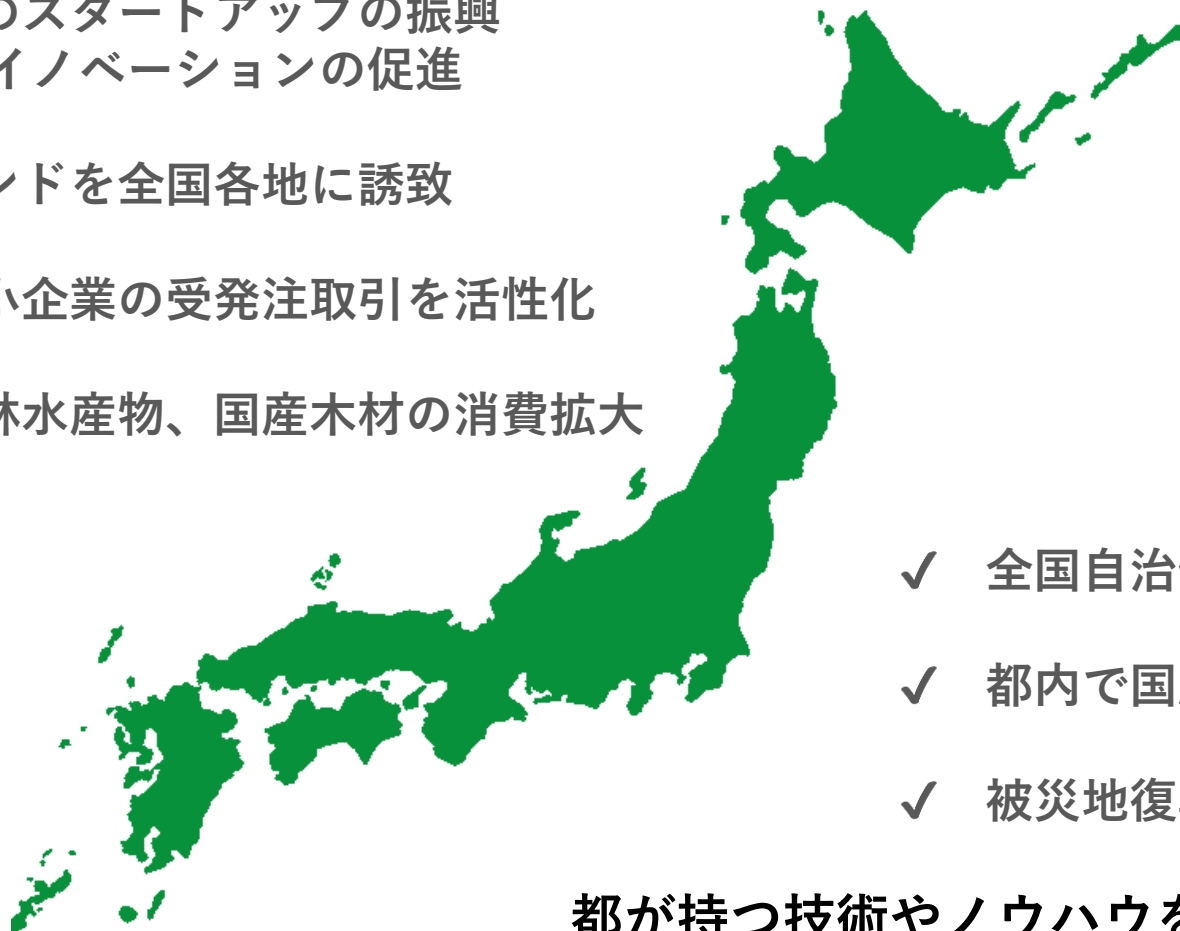 のスタートアップの振興
イノベーションの促進
ンドを全国各地に誘致
小企業の受発注取引を活性化
林水産物、国産木材の消費拡大
✓ 全国自治
✓ 都内で国
✓ 被災地復
都が持つ技術やノウハウを